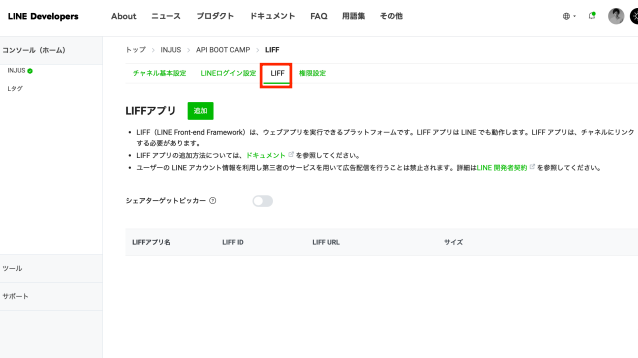 LINE Developers
About ニュース プロダクト ドキュメント FAQ 用語集 その他
コンソール(ホーム)
INJUS
Lタグ
ツール
サポート
トップ > INJUS > API BOOT CAMP > LIFF
チャネル基本設定 LINEログイン設定 LIFF 権限設定
LIFFアプリ 追加
• LIFF(LINE Front-end Framework)は、ウェブアプリを実行できるプラットフォームです。LIFF アプリは LINE でも動作します。LIFF アプリは、チャネルにリンク
する必要があります。
• LIFF アプリの追加方法については、ドキュメント を参照してください。
• ユーザーの LINE アカウント情報を利用し第三者のサービスを用いて広告配信を行うことは禁止されます。詳細はLINE 開発者契約 を参照してください。
シェアターゲットピッカー
LIFFアプリ名 LIFF ID LIFF URL サイズ